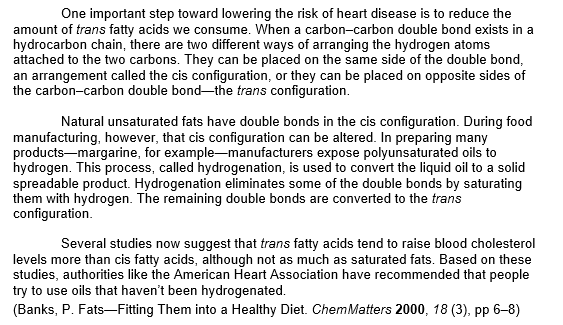 One important step toward lowering the risk of heart disease is to reduce the
amount of trans fatty acids we consume. When a carbon–carbon double bond exists in a
hydrocarbon chain, there are two different ways of arranging the hydrogen atoms
attached to the two carbons. They can be placed on the same side of the double bond,
an arrangement called the cis configuration, or they can be placed on opposite sides of
the carbon–carbon double bond—the trans configuration.
Natural unsaturated fats have double bonds in the cis configuration. During food
manufacturing, however, that cis configuration can be altered. In preparing many
products—margarine, for example—manufacturers expose polyunsaturated oils to
hydrogen. This process, called hydrogenation, is used to convert the liquid oil to a solid
spreadable product. Hydrogenation eliminates some of the double bonds by saturating
them with hydrogen. The remaining double bonds are converted to the trans
configuration.
Several studies now suggest that trans fatty acids tend to raise blood cholesterol
levels more than cis fatty acids, although not as much as saturated fats. Based on these
studies, authorities like the American Heart Association have recommended that people
try to use oils that haven't been hydrogenated.
(Banks, P. Fats—Fitting Them into a Healthy Diet. ChemMatters 2000, 18 (3), pp 6–8)